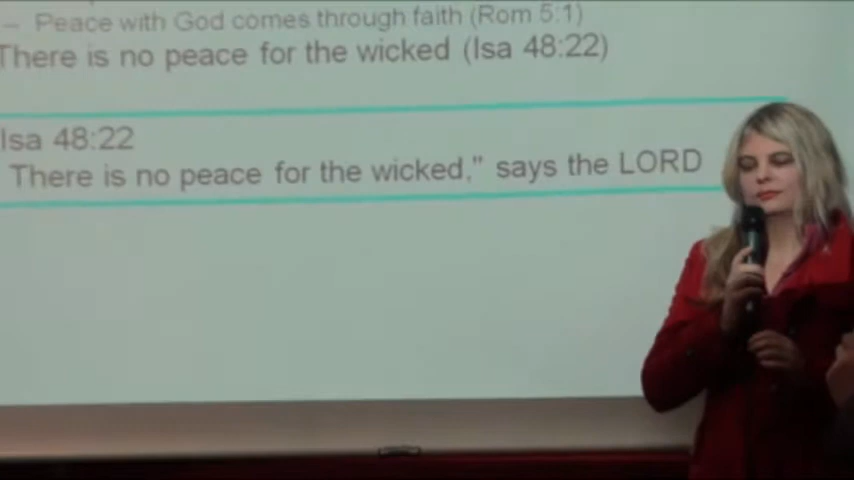 – Peace with God comes through faith (Rom 5:1)
There is no peace for the wicked (Isa 48:22)
Isa 48:22
There is no peace for the wicked," says the LORD